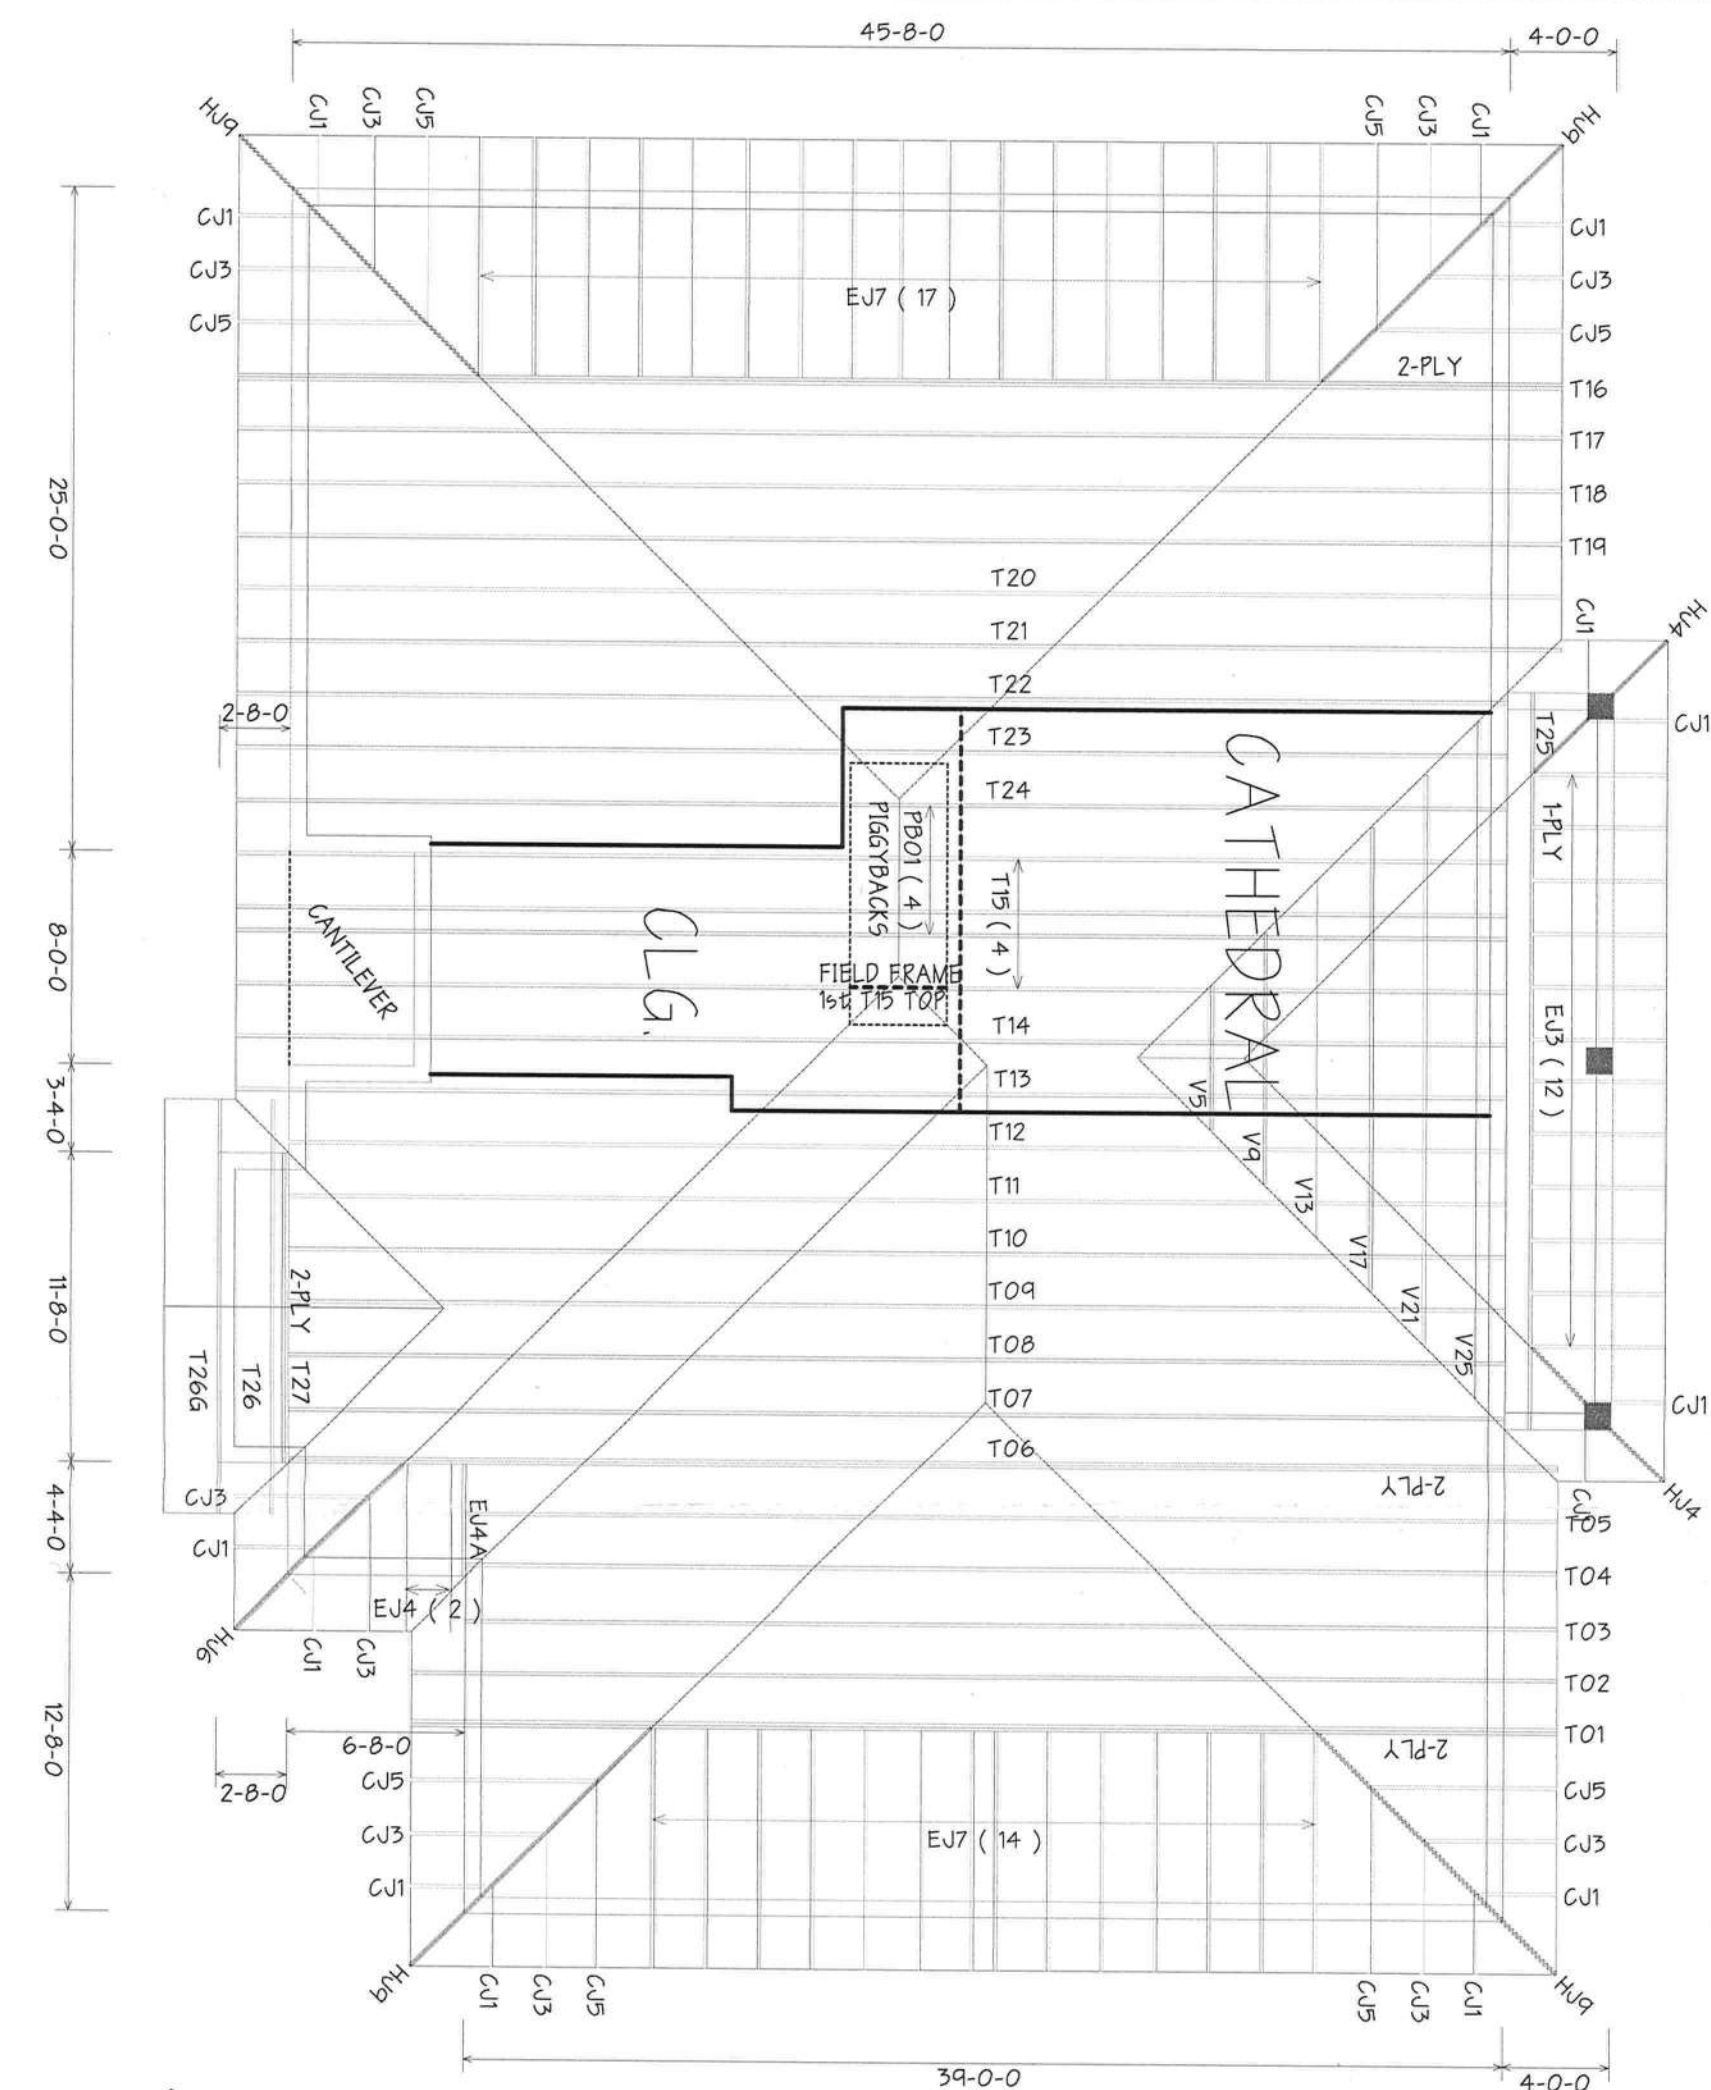 45-8-0
4-0-0
HJ9
CJ1
CJ3
CJ5
CJ5
CJ3
CJ1
HJ9
CJ1
CJ3
CJ5
EJ7 ( 17 )
CJ1
CJ3
CJ5
2-PLY
T16
T17
T18
T19
T20
T21
T22
T23
T24
25-0-0
2-8-0
CJ1
HJ4
CJ1
T25
1-PLY
CATHEDRAL
PB01 ( 4 )
PIGGYBACKS
T15 ( 4 )
8-0-0
CANTILEVER
CLG.
FIELD FRAME
1st T15 TOP
EJ3 ( 12 )
T14
T13
T12
T11
T10
T09
T08
T07
T06
3-4-0
V5
V9
V13
V17
V21
V25
11-8-0
T26G
T26
2-PLY T27
CJ1
HJ4
2-PLY
T05
T04
T03
T02
T01
2-PLY
4-4-0
CJ3
CJ1
EJ4A
EJ4 ( 2 )
CJ1
CJ3
12-8-0
6-8-0
2-8-0
CJ5
CJ3
CJ1
EJ7 ( 14 )
CJ5
CJ3
CJ1
HJ9
CJ1
CJ3
CJ5
CJ5
CJ3
CJ1
HJ9
39-0-0
4-0-0